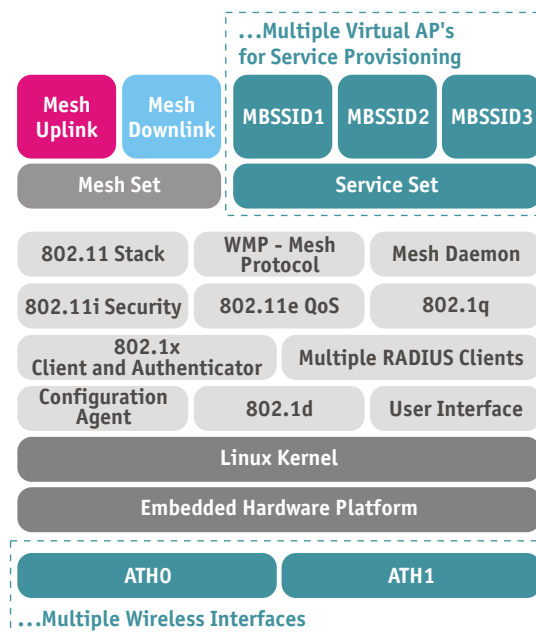 ...Multiple Virtual AP's
for Service Provisioning
Mesh
Uplink
Mesh
Downlink
MBSSID1
MBSSID2
MBSSID3
Mesh Set
Service Set
802.11 Stack
WMP - Mesh
Protocol
Mesh Daemon
802.11i Security
802.11e QoS
802.1q
802.1x
Client and Authenticator
Multiple RADIUS Clients
Configuration
Agent
802.1d
User Interface
Linux Kernel
Embedded Hardware Platform
ATH0
ATH1
...Multiple Wireless Interfaces